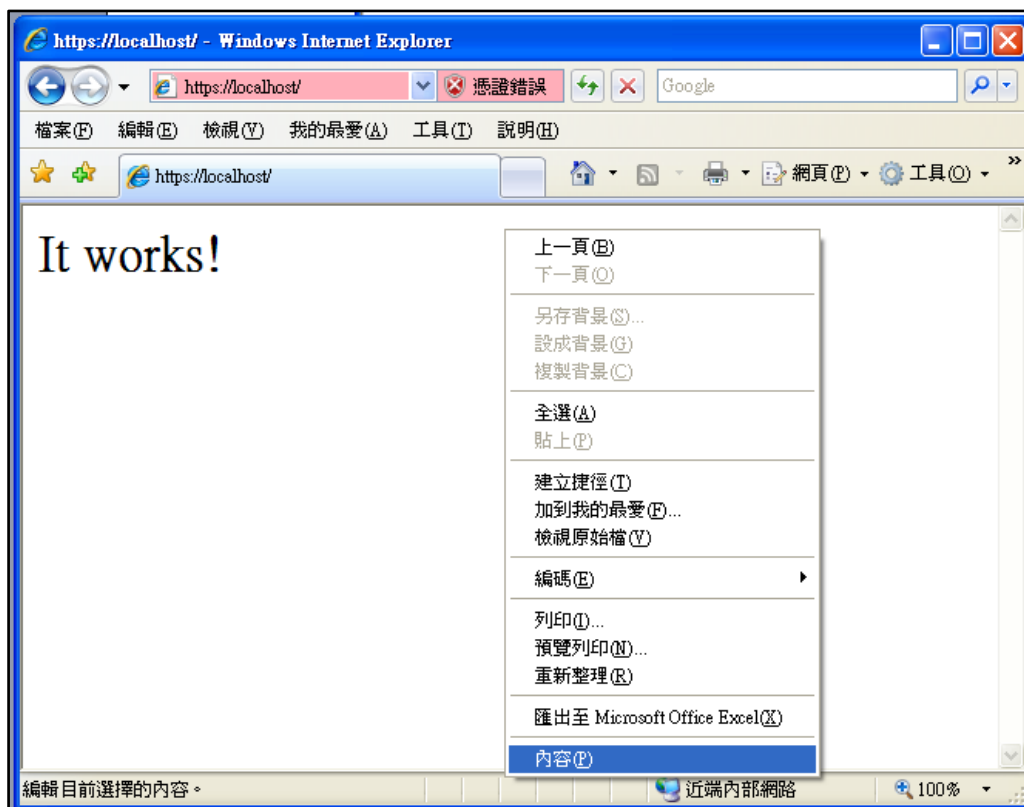 https://localhost/ - Windows Internet Explorer
https://localhost/ 憑證錯誤 Google
檔案(F) 編輯(E) 檢視(V) 我的最愛(A) 工具(T) 說明(H)
https://localhost/ 網頁(P) 工具(O) »
It works!
上一頁(B)
下一頁(O)
另存背景(S)...
設成背景(G)
複製背景(C)
全選(A)
貼上(P)
建立捷徑(T)
加到我的最愛(F)...
檢視原始檔(V)
編碼(E)
列印(I)...
預覽列印(N)...
重新整理(R)
匯出至 Microsoft Office Excel(X)
內容(P)
編輯目前選擇的內容。 近端內部網路 100%